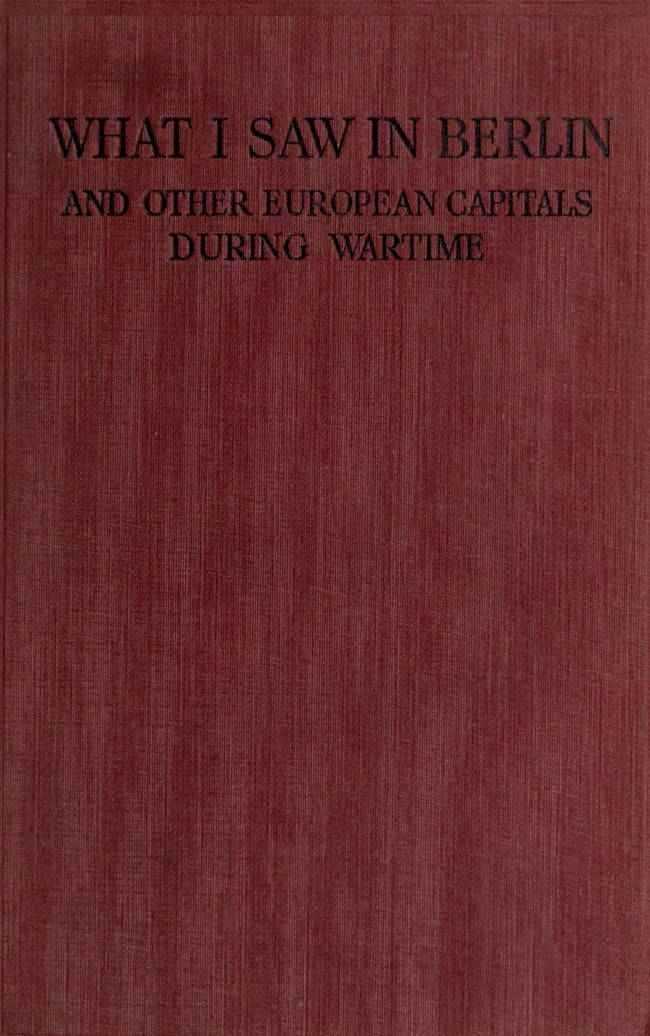 WHAT I SAW IN BERLIN
AND OTHER EUROPEAN CAPITALS
DURING WARTIME